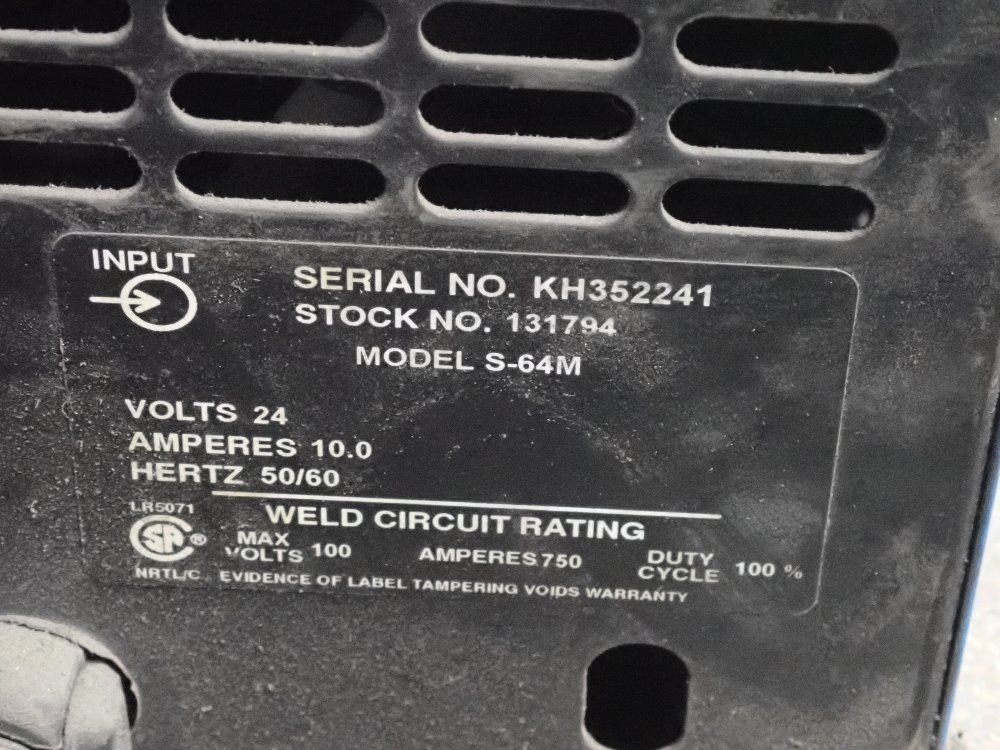 INPUT
SERIAL NO. KH352241
STOCK NO. 131794
MODEL S-64M
VOLTS 24
AMPERES 10.0
HERTZ 50/60
LR5071
WELD CIRCUIT RATING
SA®
MAX VOLTS 100 AMPERES 750 DUTY CYCLE 100 %
NRTL/C EVIDENCE OF LABEL TAMPERING VOIDS WARRANTY